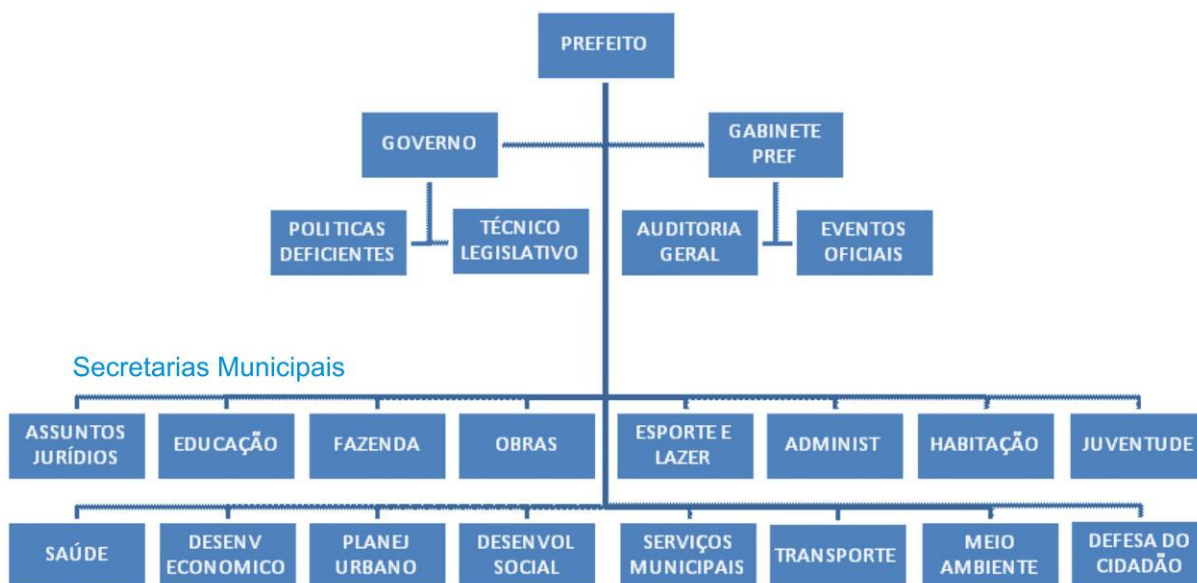 PREFEITO
GOVERNO
GABINETE
PREF
POLITICAS
DEFICIENTES
TÉCNICO
LEGISLATIVO
AUDITORIA
GERAL
EVENTOS
OFICIAIS
Secretarias Municipais
ASSUNTOS
JURÍDIOS
EDUCAÇÃO
FAZENDA
OBRAS
ESPORTE E
LAZER
ADMINIST
HABITAÇÃO
JUVENTUDE
SAÚDE
DESENV
ECONOMICO
PLANEJ
URBANO
DESENVOL
SOCIAL
SERVIÇOS
MUNICIPAIS
TRANSPORTE
MEIO
AMBIENTE
DEFESA DO
CIDADÃO